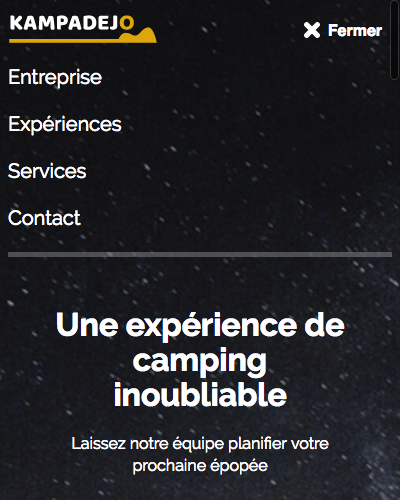 KAMPADEJO
Fermer
Entreprise
Expériences
Services
Contact
Une expérience de
camping
inoubliable
Laissez notre équipe planifier votre
prochaine épopée